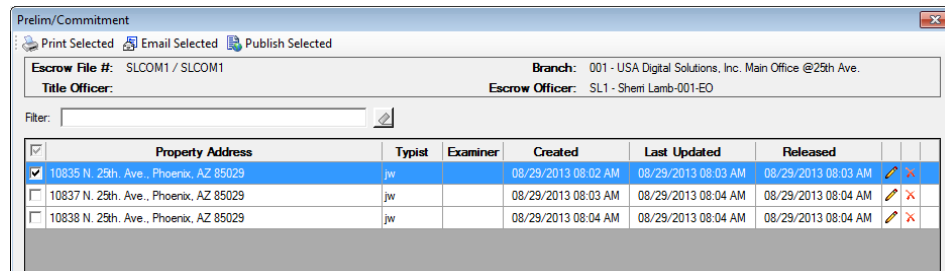 Prelim/Commitment
Print Selected Email Selected Publish Selected
Escrow File #: SLCOM1 / SLCOM1 Branch: 001 - USA Digital Solutions, Inc. Main Office @25th Ave.
Title Officer: Escrow Officer: SL1 - Sherri Lamb-001-EO
Filter:
Property Address Typist Examiner Created Last Updated Released
10835 N. 25th. Ave., Phoenix, AZ 85029 jw 08/29/2013 08:02 AM 08/29/2013 08:03 AM 08/29/2013 08:03 AM
10837 N. 25th. Ave., Phoenix, AZ 85029 jw 08/29/2013 08:03 AM 08/29/2013 08:04 AM 08/29/2013 08:04 AM
10838 N. 25th. Ave., Phoenix, AZ 85029 jw 08/29/2013 08:04 AM 08/29/2013 08:04 AM 08/29/2013 08:04 AM